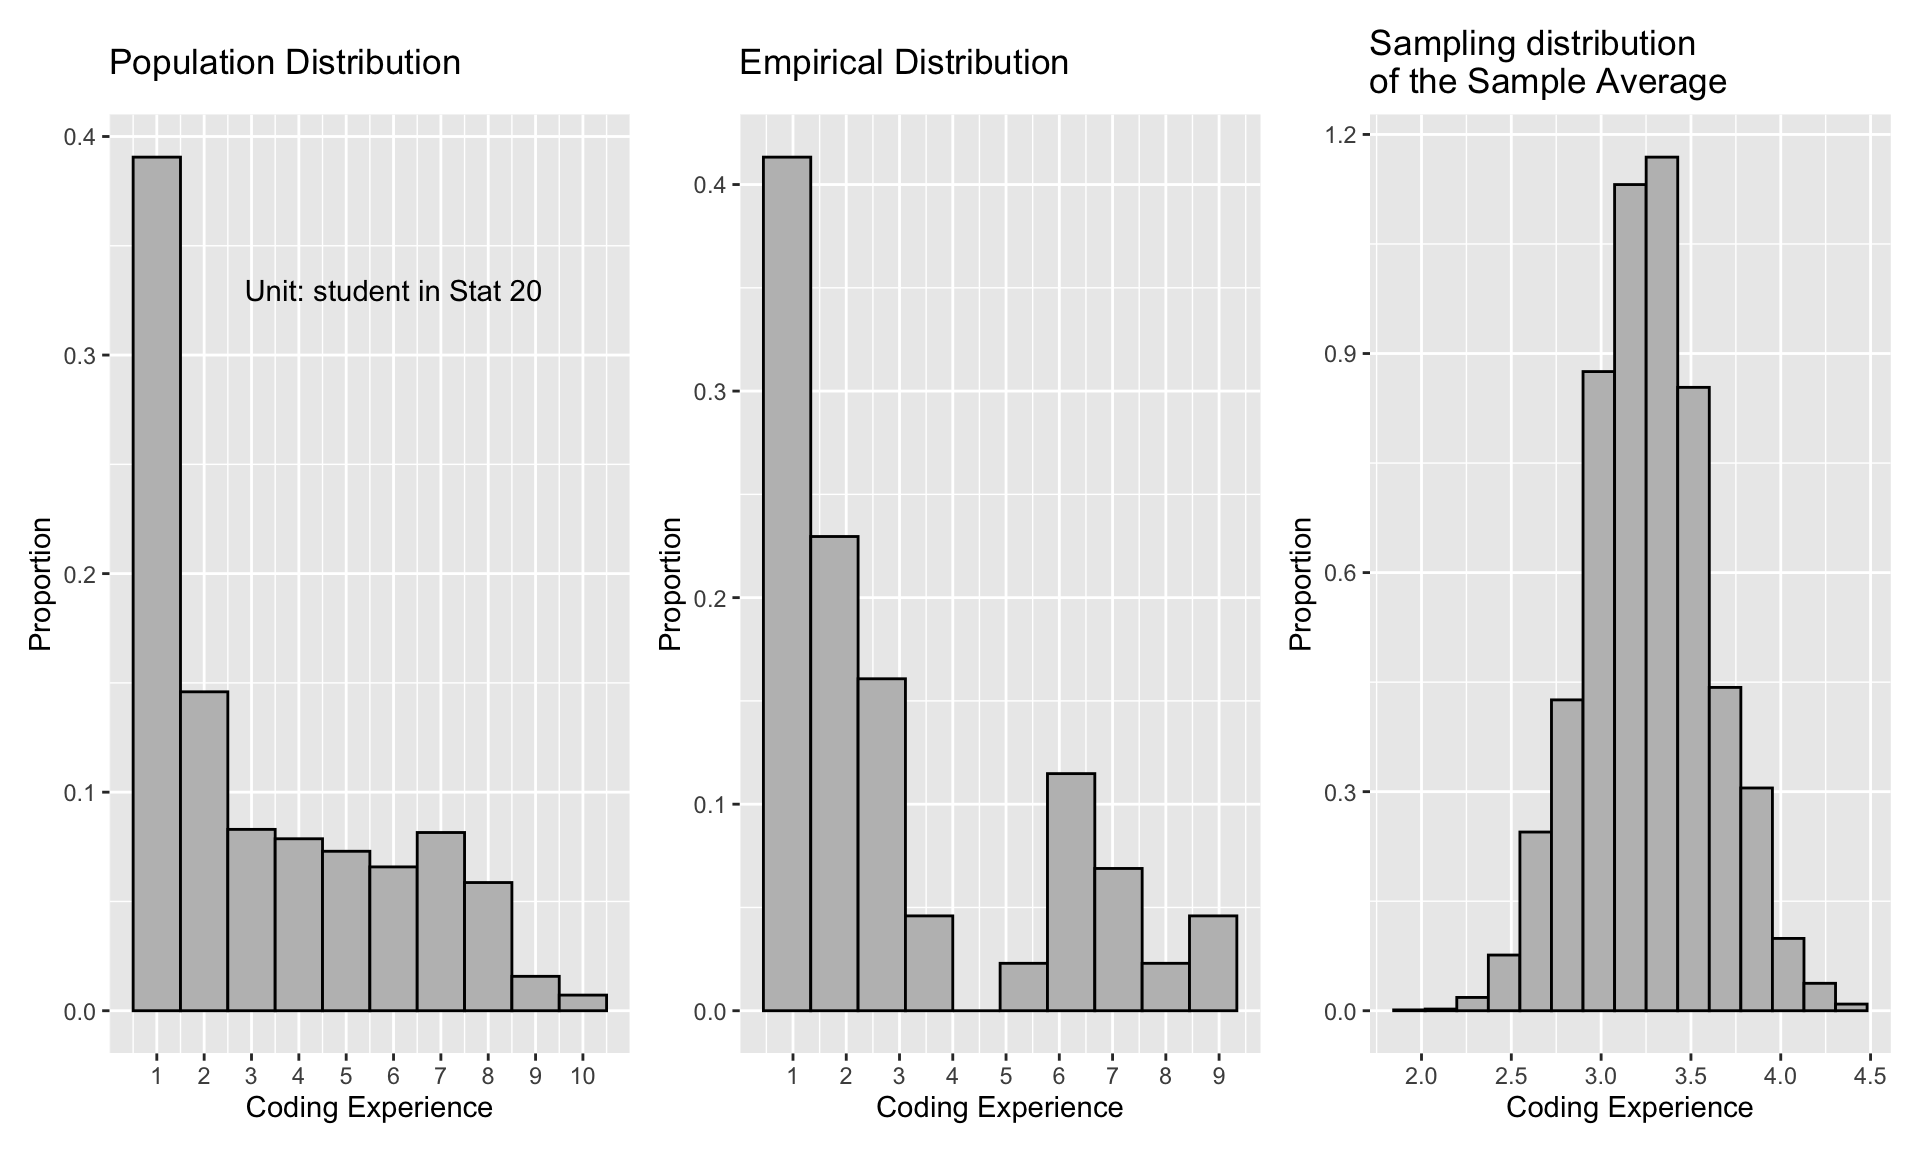 Population Distribution
Unit: student in Stat 20
Proportion
0.4
0.3
0.2
0.1
0.0
1 2 3 4 5 6 7 8 9 10
Coding Experience
Empirical Distribution
Proportion
0.4
0.3
0.2
0.1
0.0
1 2 3 4 5 6 7 8 9
Coding Experience
Sampling distribution
of the Sample Average
Proportion
1.2
0.9
0.6
0.3
0.0
2.0 2.5 3.0 3.5 4.0 4.5
Coding Experience